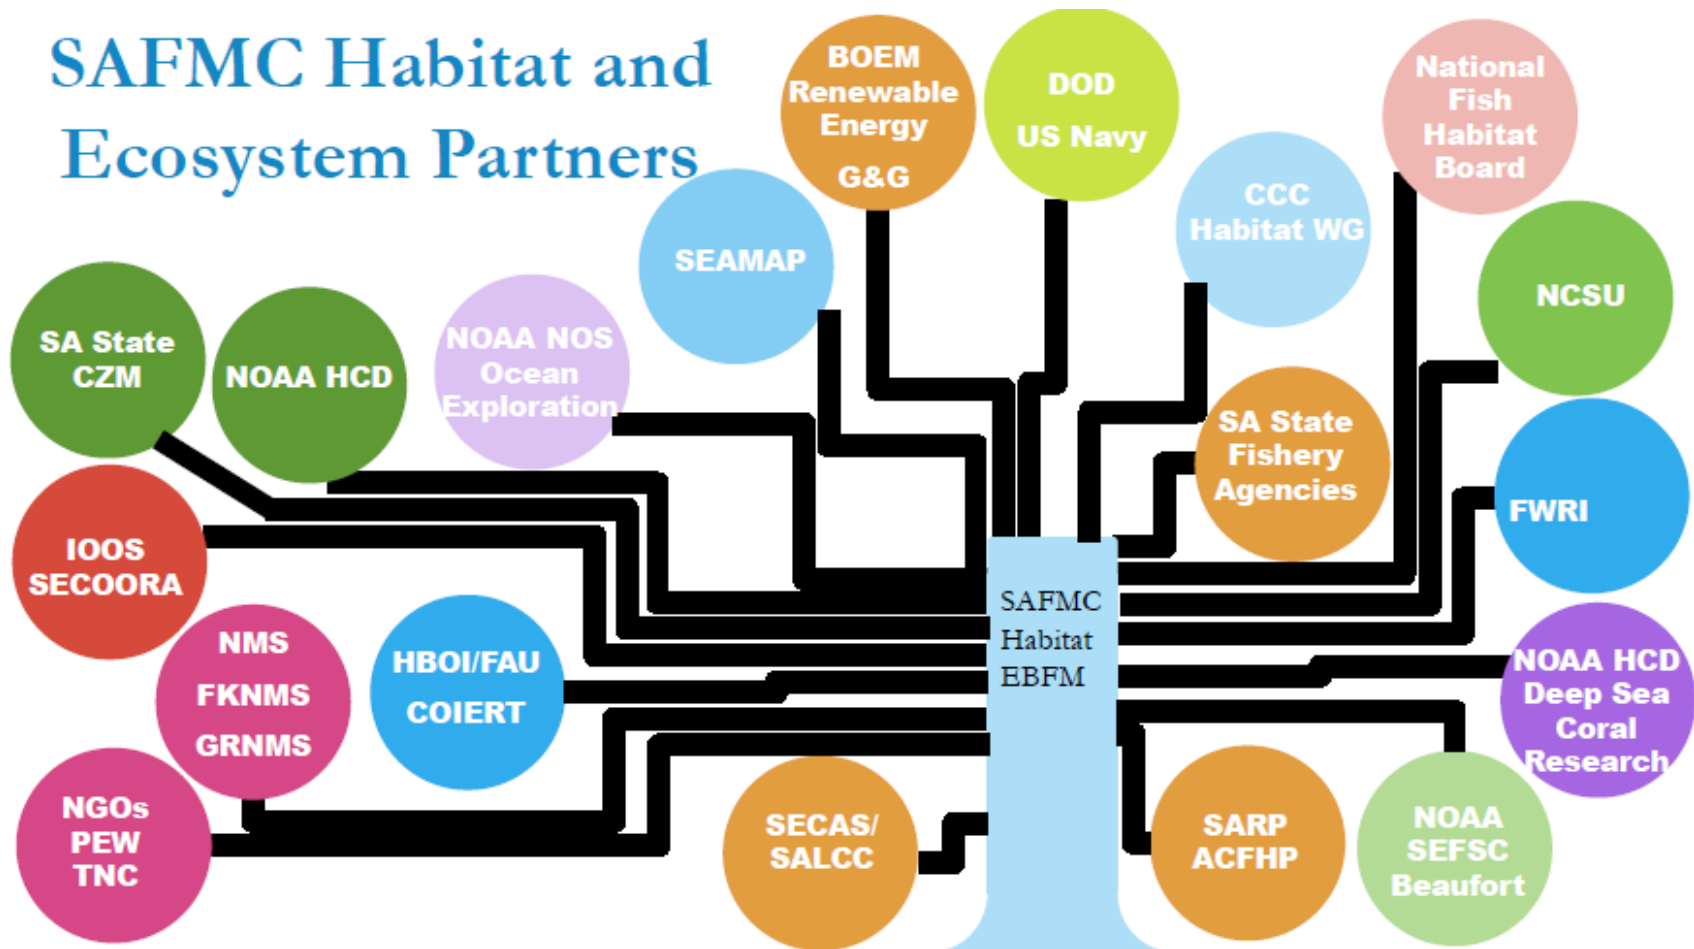 SAFMC Habitat and
Ecosystem Partners
BOEM
Renewable
Energy
G&G
DOD
US Navy
National
Fish
Habitat
Board
SEAMAP
CCC
Habitat WG
NCSU
SA State
CZM
NOAA HCD
NOAA NOS
Ocean
Exploration
SA State
Fishery
Agencies
FWRI
IOOS
SECOORA
SAFMC
Habitat
EBFM
NMS
FKNMS
GRNMS
HBOI/FAU
COIERT
NOAA HCD
Deep Sea
Coral
Research
NGOs
PEW
TNC
SECAS/
SALCC
SARP
ACFHP
NOAA
SEFSC
Beaufort